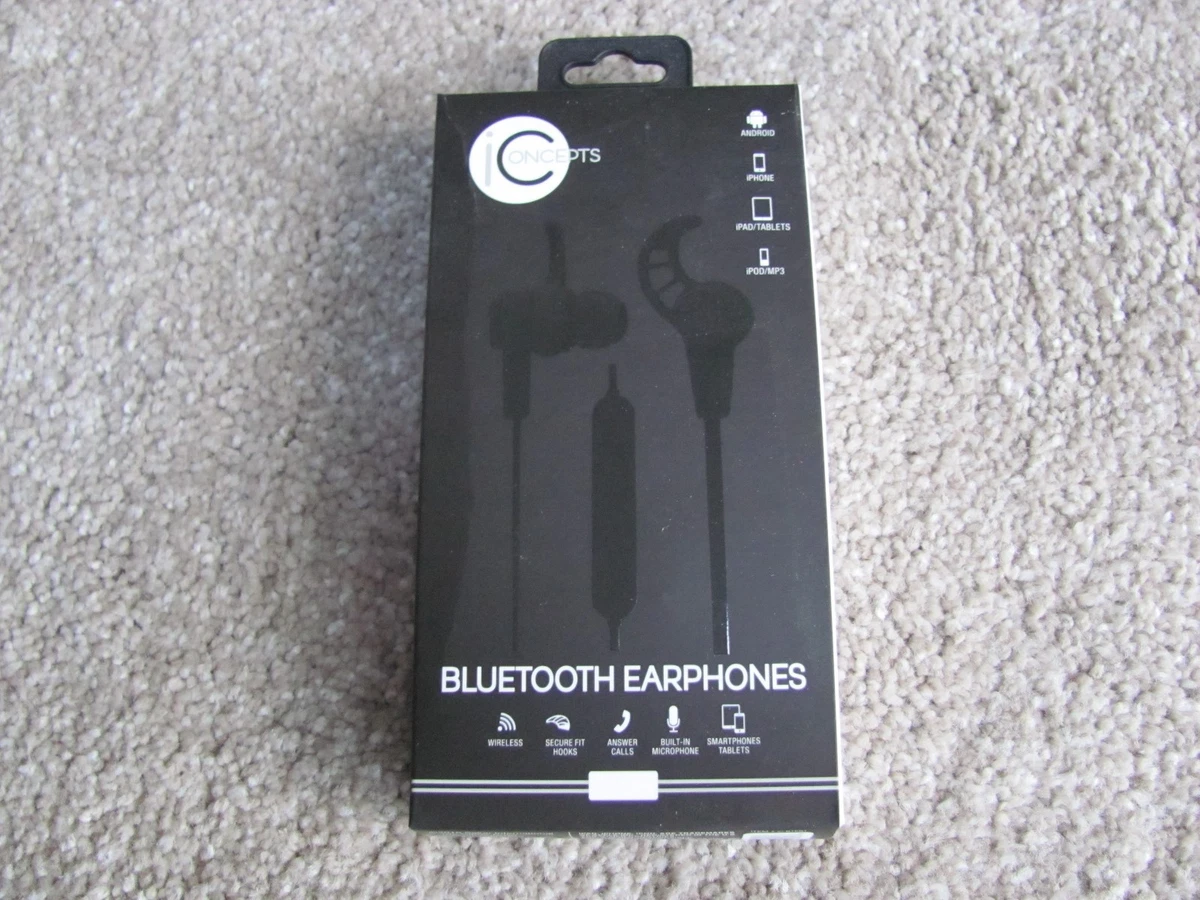 iCONCEPTS
ANDROID
iPHONE
iPAD/TABLETS
iPOD/MP3
BLUETOOTH EARPHONES
WIRELESS
SECURE FIT
HOOKS
ANSWER
CALLS
BUILT-IN
MICROPHONE
SMARTPHONES
TABLETS